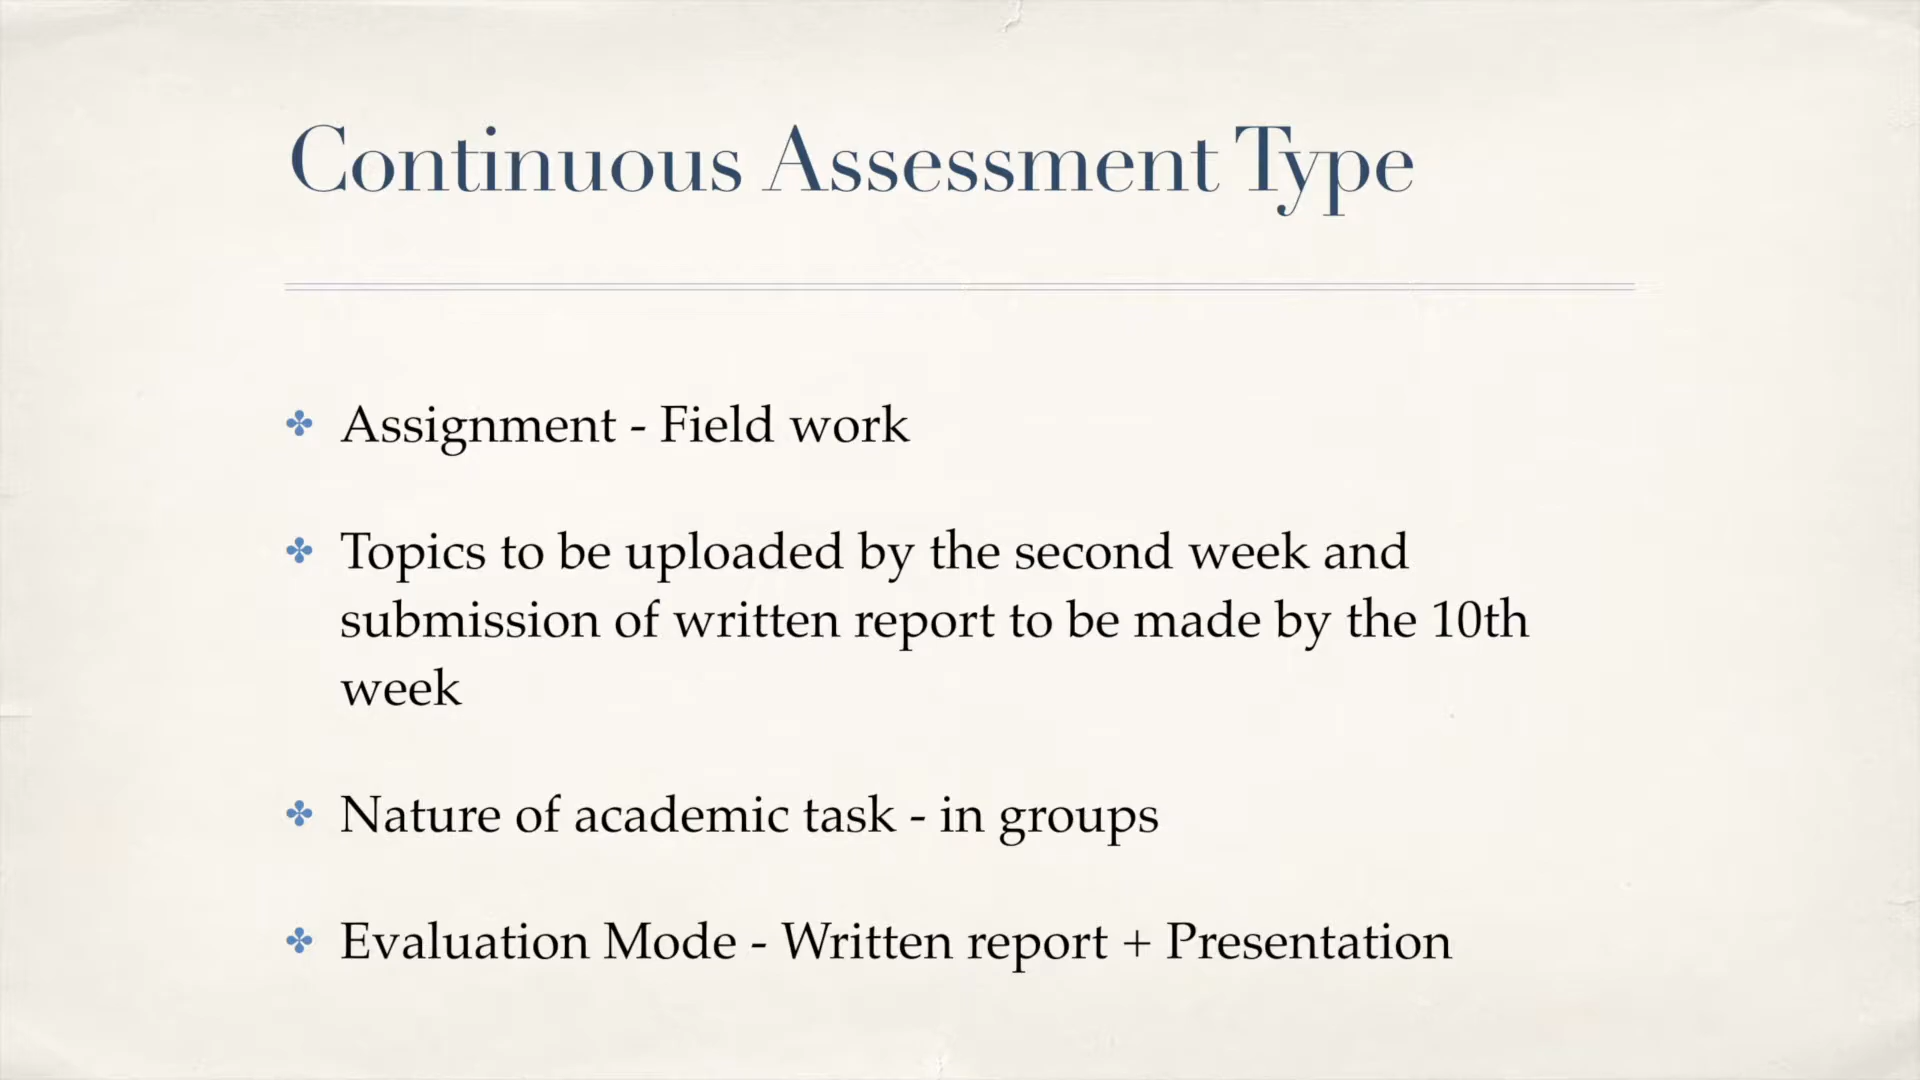 Continuous Assessment Type
Assignment - Field work
Topics to be uploaded by the second week and
submission of written report to be made by the 10th
week
Nature of academic task - in groups
Evaluation Mode - Written report + Presentation